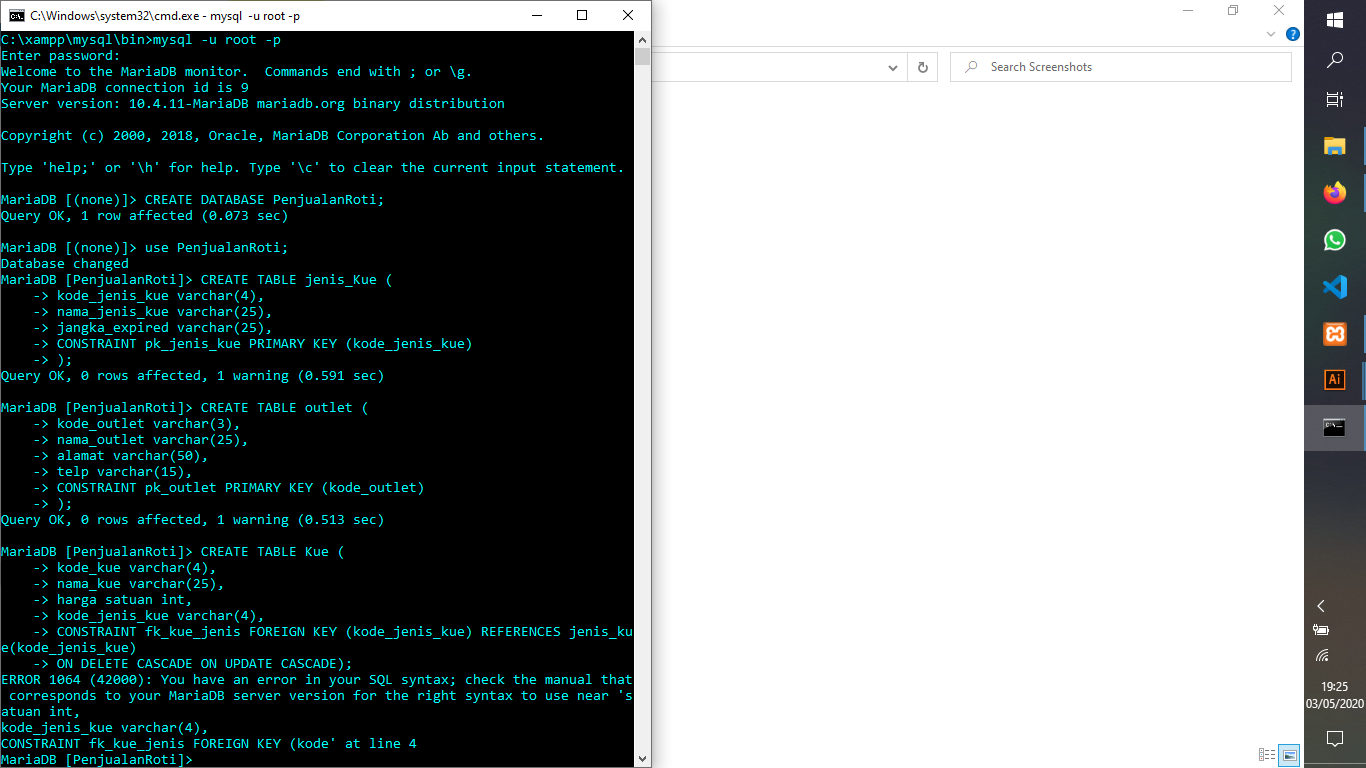 C:\Windows\system32\cmd.exe - mysql  -u root -p
C:\xampp\mysql\bin>mysql -u root -p
Enter password:
Welcome to the MariaDB monitor.  Commands end with ; or \g.
Your MariaDB connection id is 9
Server version: 10.4.11-MariaDB mariadb.org binary distribution
Copyright (c) 2000, 2018, Oracle, MariaDB Corporation Ab and others.
Type 'help;' or '\h' for help. Type '\c' to clear the current input statement.
MariaDB [(none)]> CREATE DATABASE PenjualanRoti;
Query OK, 1 row affected (0.073 sec)
MariaDB [(none)]> use PenjualanRoti;
Database changed
MariaDB [PenjualanRoti]> CREATE TABLE jenis_Kue (
    -> kode_jenis_kue varchar(4),
    -> nama_jenis_kue varchar(25),
    -> jangka_expired varchar(25),
    -> CONSTRAINT pk_jenis_kue PRIMARY KEY (kode_jenis_kue)
    -> );
Query OK, 0 rows affected, 1 warning (0.591 sec)
MariaDB [PenjualanRoti]> CREATE TABLE outlet (
    -> kode_outlet varchar(3),
    -> nama_outlet varchar(25),
    -> alamat varchar(50),
    -> telp varchar(15),
    -> CONSTRAINT pk_outlet PRIMARY KEY (kode_outlet)
    -> );
Query OK, 0 rows affected, 1 warning (0.513 sec)
MariaDB [PenjualanRoti]> CREATE TABLE Kue (
    -> kode_kue varchar(4),
    -> nama_kue varchar(25),
    -> harga satuan int,
    -> kode_jenis_kue varchar(4),
    -> CONSTRAINT fk_kue_jenis FOREIGN KEY (kode_jenis_kue) REFERENCES jenis_ku
e(kode_jenis_kue)
    -> ON DELETE CASCADE ON UPDATE CASCADE);
ERROR 1064 (42000): You have an error in your SQL syntax; check the manual that
 corresponds to your MariaDB server version for the right syntax to use near 's
atuan int,
kode_jenis_kue varchar(4),
CONSTRAINT fk_kue_jenis FOREIGN KEY (kode' at line 4
MariaDB [PenjualanRoti]>
?
Search Screenshots
Ai
19:25
03/05/2020